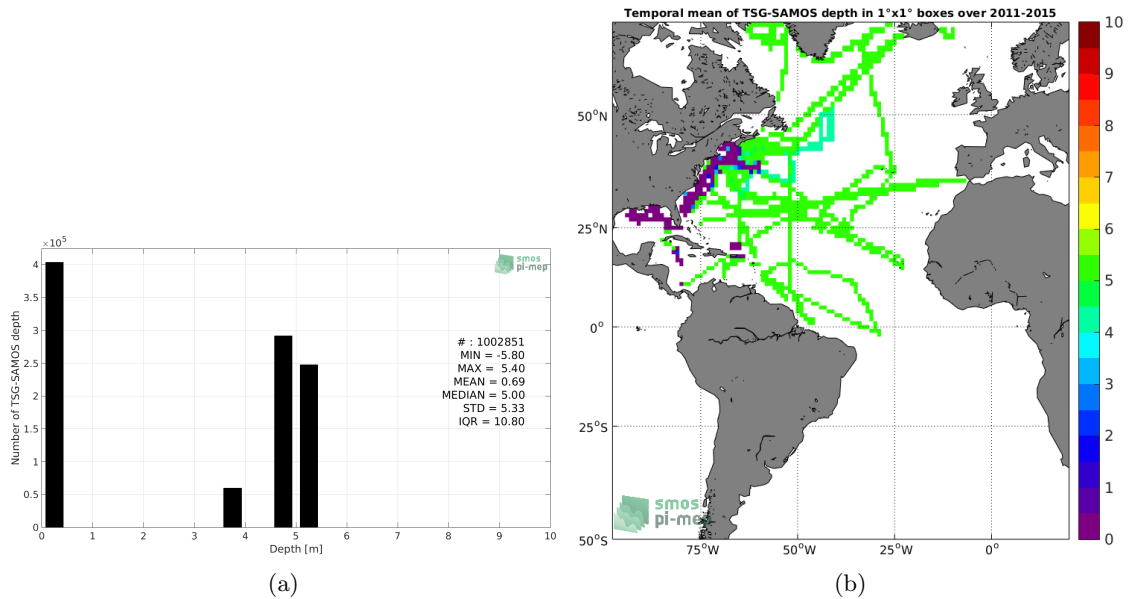 ×10⁵
4
3.5
3
2.5
2
1.5
1
0.5
0
Number of TSG-SAMOS depth
smos
pi-mep
# : 1002851
MIN = -5.80
MAX = 5.40
MEAN = 0.69
MEDIAN = 5.00
STD = 5.33
IQR = 10.80
0 1 2 3 4 5 6 7 8 9 10
Depth [m]
(a)
Temporal mean of TSG-SAMOS depth in 1°x1° boxes over 2011-2015
50°N
25°N
0°
25°S
50°S
smos
pi-mep
75°W 50°W 25°W 0°
10
9
8
7
6
5
4
3
2
1
0
(b)